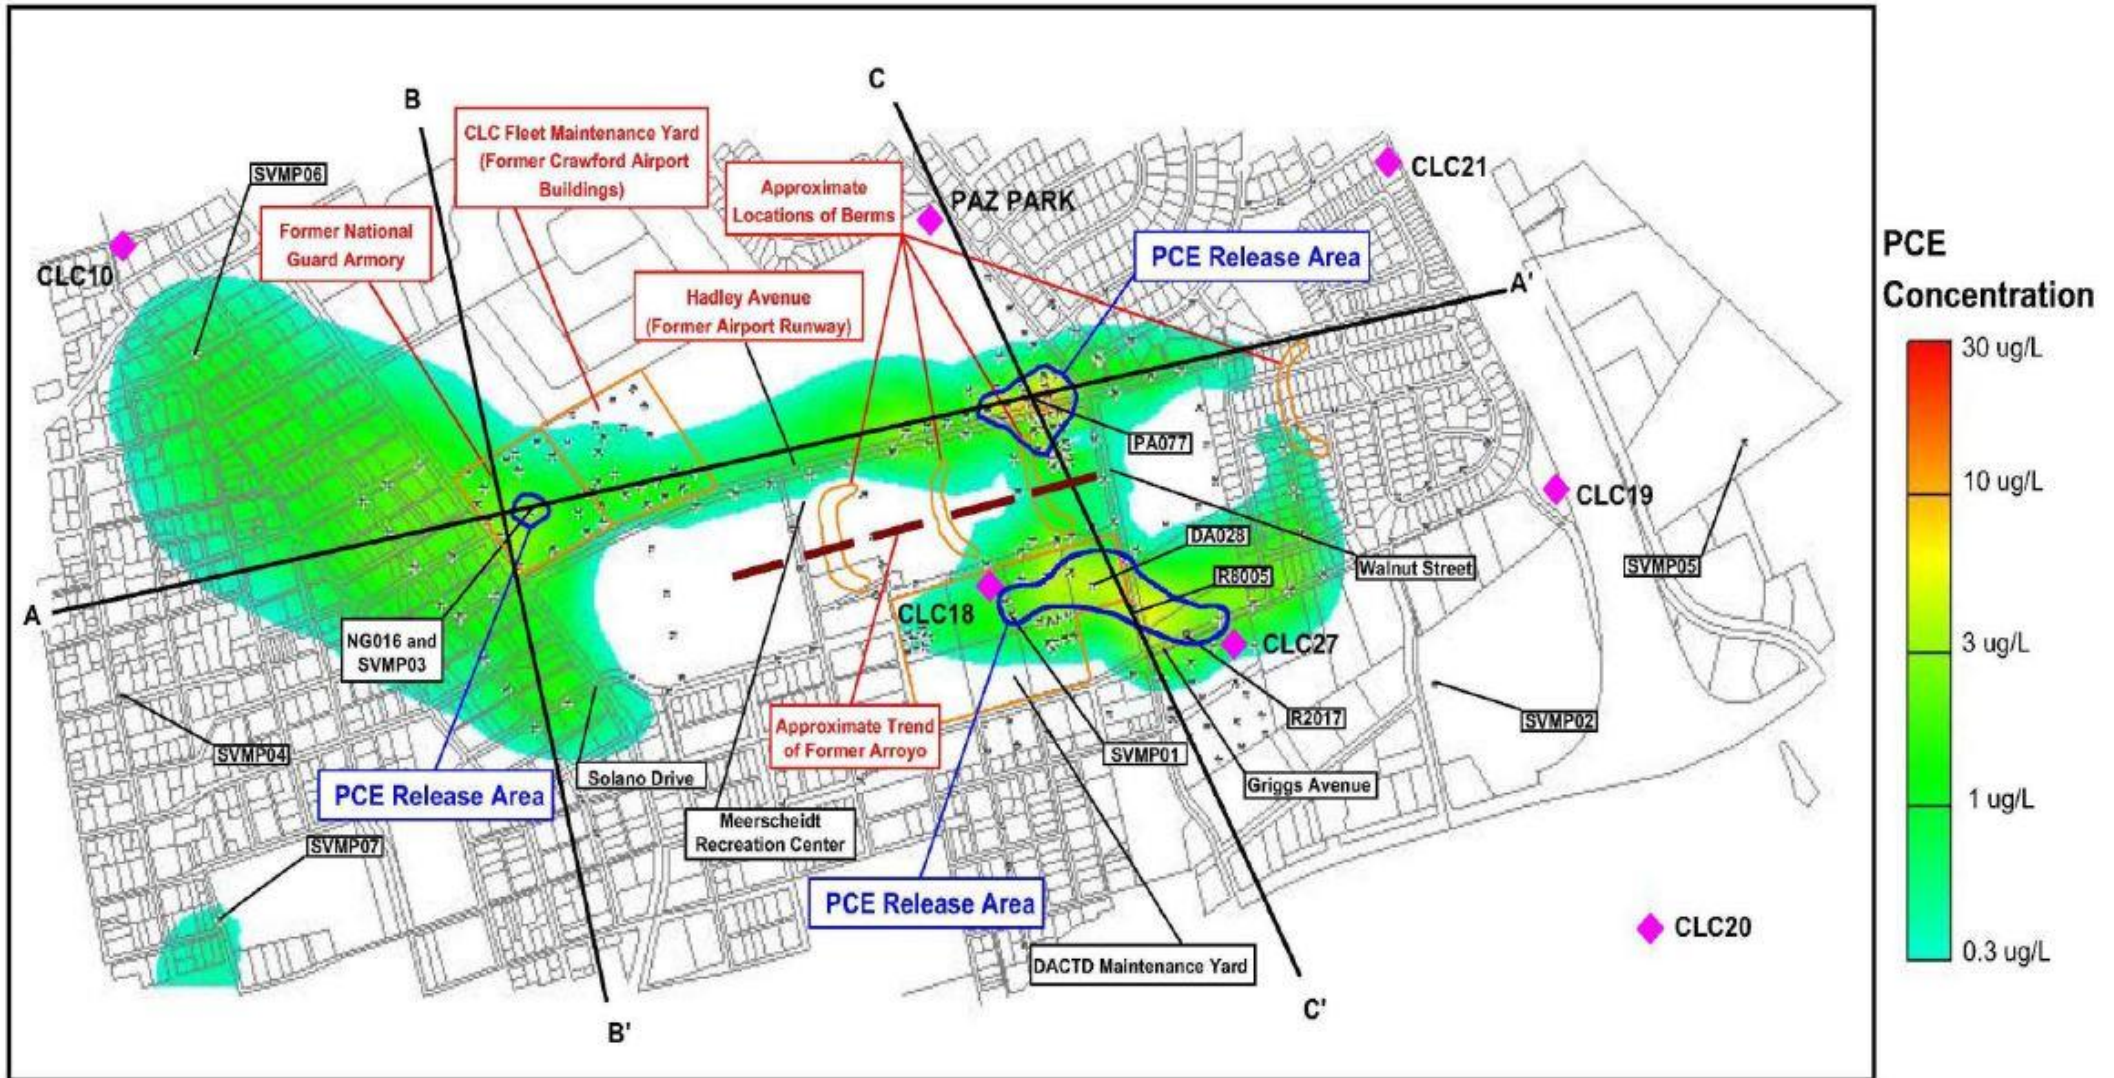 C
B
CLC Fleet Maintenance Yard
(Former Crawford Airport
Buildings)
Approximate
Locations of Berms
CLC21
SVMP06
PAZ PARK
Former National
Guard Armory
CLC10
PCE Release Area
Hadley Avenue
(Former Airport Runway)
A'
PA077
CLC19
DA028
Walnut Street
SVMP05
R8005
A
CLC18
NG016 and
SVMP03
CLC27
SVMP04
Approximate Trend
of Former Arroyo
R2017
SVMP02
SVMP01
Solano Drive
Griggs Avenue
PCE Release Area
Meerscheidt
Recreation Center
SVMP07
PCE Release Area
CLC20
DACTD Maintenance Yard
C'
B'
PCE
Concentration
30 ug/L
10 ug/L
3 ug/L
1 ug/L
0.3 ug/L